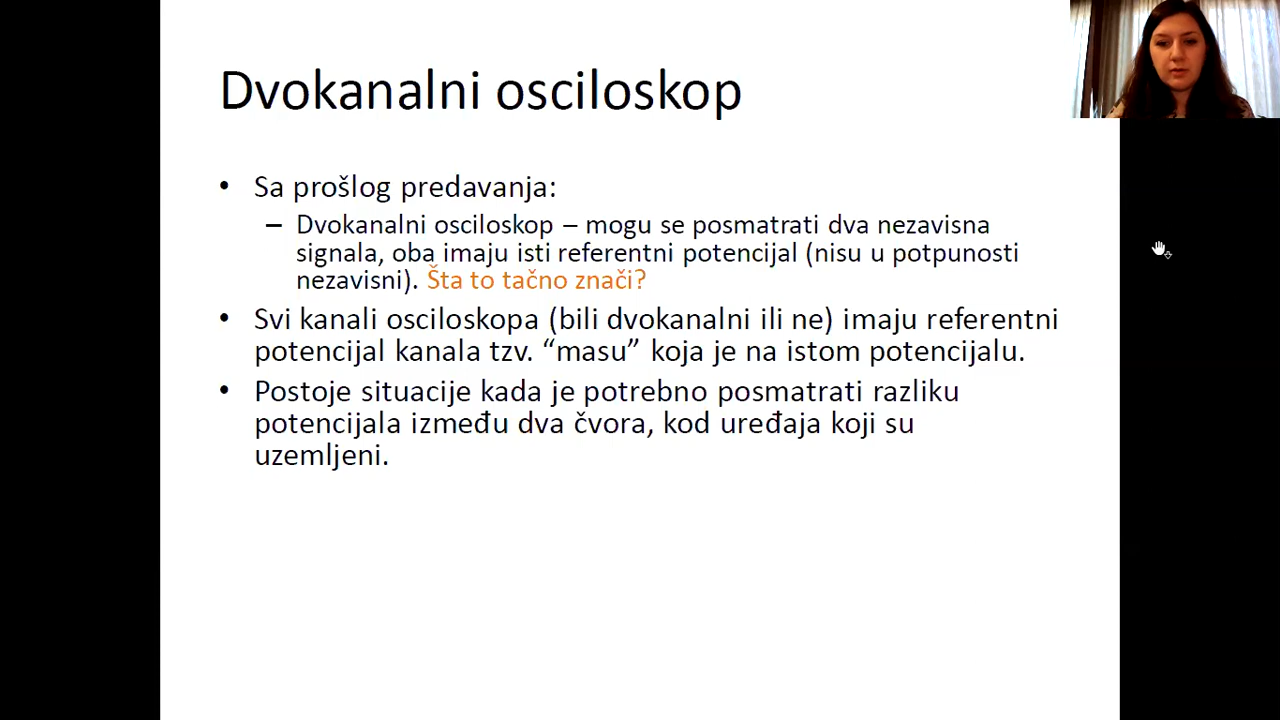 Dvokanalni osciloskop
• Sa prošlog predavanja:
– Dvokanalni osciloskop – mogu se posmatrati dva nezavisna
signala, oba imaju isti referentni potencijal (nisu u potpunosti
nezavisni). Šta to tačno znači?
• Svi kanali osciloskopa (bili dvokanalni ili ne) imaju referentni
potencijal kanala tzv. “masu” koja je na istom potencijalu.
• Postoje situacije kada je potrebno posmatrati razliku
potencijala između dva čvora, kod uređaja koji su
uzemljeni.